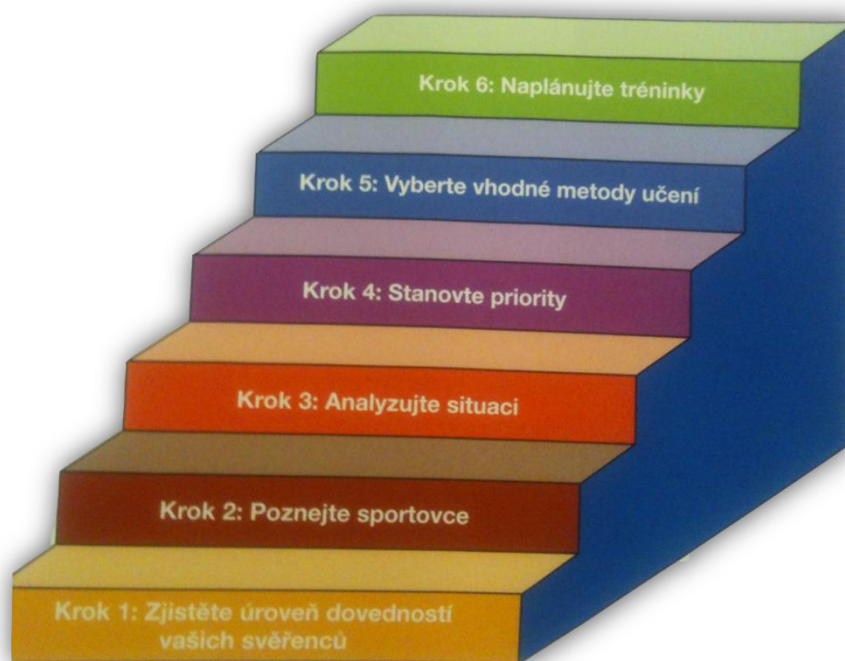 Krok 6: Naplánujte tréninky
Krok 5: Vyberte vhodné metody učení
Krok 4: Stanovte priority
Krok 3: Analyzujte situaci
Krok 2: Poznejte sportovce
Krok 1: Zjistěte úroveň dovedností
vašich svěřenců